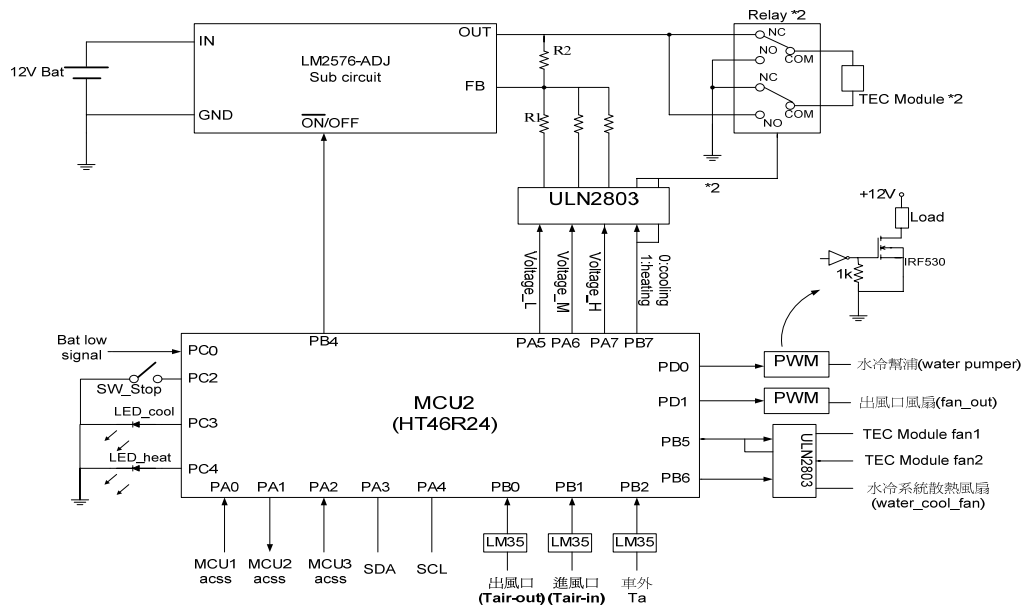 Relay *2
IN
OUT
LM2576-ADJ
Sub circuit
12V Bat
FB
GND
ON/OFF
R2
R1
NC
NO
COM
NC
COM
NO
TEC Module *2
*2
ULN2803
Voltage_L
Voltage_M
Voltage_H
0:cooling
1:heating
+12V
Load
IRF530
1k
Bat low
signal
PB4
PA5
PA6
PA7
PB7
PC0
PC2
SW_Stop
LED_cool
PC3
LED_heat
PC4
MCU2
(HT46R24)
PD0
PWM
水冷幫浦(water pumper)
PD1
PWM
出風口風扇(fan_out)
PB5
PB6
ULN2803
TEC Module fan1
TEC Module fan2
水冷系統散熱風扇
(water_cool_fan)
PA0
PA1
PA2
PA3
PA4
PB0
PB1
PB2
LM35
LM35
LM35
MCU1
acss
MCU2
acss
MCU3
acss
SDA
SCL
出風口
(Tair-out)
進風口
(Tair-in)
車外
Ta